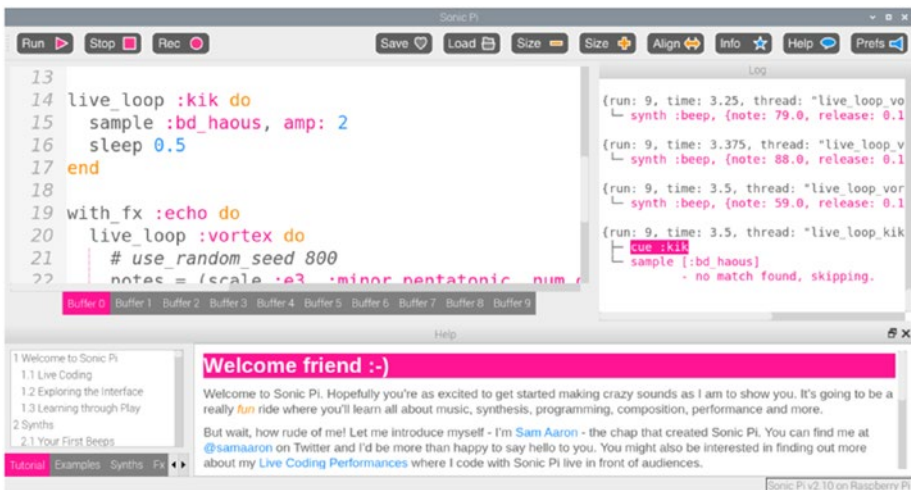 Sonic Pi
Run Stop Rec Save Load Size Size Align Info Help Prefs
13
14 live_loop :kik do
15 sample :bd_haous, amp: 2
16 sleep 0.5
17 end
18
19 with_fx :echo do
20 live_loop :vortex do
21 # use_random_seed 800
22 notes = (scale :e3, :minor_pentatonic, num_
Buffer 0 Buffer 1 Buffer 2 Buffer 3 Buffer 4 Buffer 5 Buffer 6 Buffer 7 Buffer 8 Buffer 9
Log
{run: 9, time: 3.25, thread: "live_loop_vo
synth :beep, {note: 79.0, release: 0.1
{run: 9, time: 3.375, thread: "live_loop_v
synth :beep, {note: 88.0, release: 0.1
{run: 9, time: 3.5, thread: "live_loop_vor
synth :beep, {note: 59.0, release: 0.1
{run: 9, time: 3.5, thread: "live_loop_kik
cue :kik
sample [:bd_haous]
- no match found, skipping.
Help
1 Welcome to Sonic Pi
1.1 Live Coding
1.2 Exploring the Interface
1.3 Learning through Play
2 Synths
2.1 Your First Beeps
Tutorial Examples Synths Fx
Welcome friend :-)
Welcome to Sonic Pi. Hopefully you're as excited to get started making crazy sounds as I am to show you. It's going to be a
really fun ride where you'll learn all about music, synthesis, programming, composition, performance and more.
But wait, how rude of me! Let me introduce myself - I'm Sam Aaron - the chap that created Sonic Pi. You can find me at
@samaaron on Twitter and I'd be more than happy to say hello to you. You might also be interested in finding out more
about my Live Coding Performances where I code with Sonic Pi live in front of audiences.
Sonic Pi v2.10 on Raspberry Pi